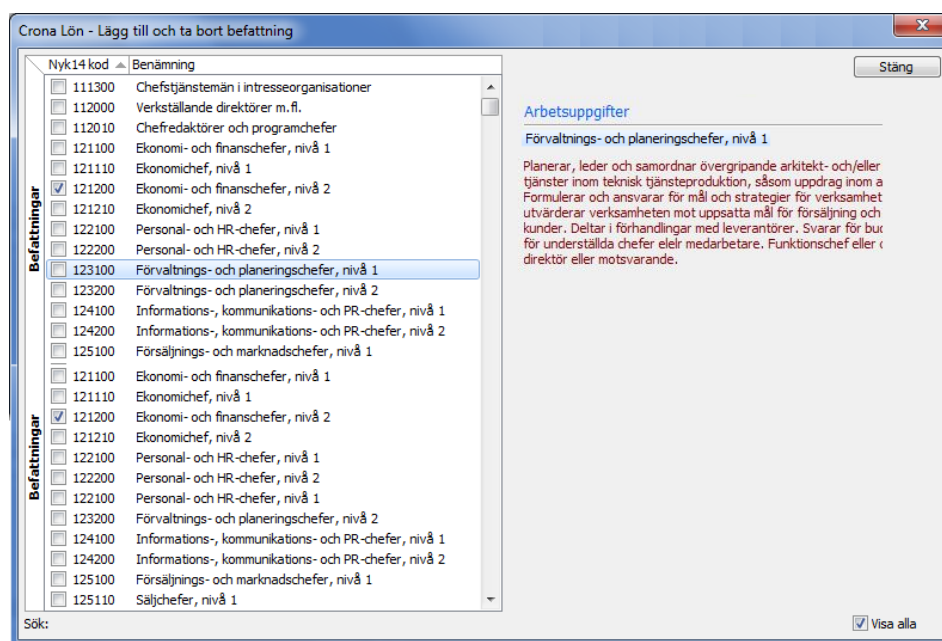 Crona Lön - Lägg till och ta bort befattning
Nyk14 kod Benämning
Befattningar
111300 Chefstjänstemän i intresseorganisationer
112000 Verkställande direktörer m.fl.
112010 Chefredaktörer och programchefer
121100 Ekonomi- och finanschefer, nivå 1
121110 Ekonomichef, nivå 1
121200 Ekonomi- och finanschefer, nivå 2
121210 Ekonomichef, nivå 2
122100 Personal- och HR-chefer, nivå 1
122200 Personal- och HR-chefer, nivå 2
123100 Förvaltnings- och planeringschefer, nivå 1
123200 Förvaltnings- och planeringschefer, nivå 2
124100 Informations-, kommunikations- och PR-chefer, nivå 1
124200 Informations-, kommunikations- och PR-chefer, nivå 2
125100 Försäljnings- och marknadschefer, nivå 1
Befattningar
121100 Ekonomi- och finanschefer, nivå 1
121110 Ekonomichef, nivå 1
121200 Ekonomi- och finanschefer, nivå 2
121210 Ekonomichef, nivå 2
122100 Personal- och HR-chefer, nivå 1
122200 Personal- och HR-chefer, nivå 2
122100 Personal- och HR-chefer, nivå 1
123200 Förvaltnings- och planeringschefer, nivå 2
124100 Informations-, kommunikations- och PR-chefer, nivå 1
124200 Informations-, kommunikations- och PR-chefer, nivå 2
125100 Försäljnings- och marknadschefer, nivå 1
125110 Säljchefer, nivå 1
Sök:
Stäng
Arbetsuppgifter
Förvaltnings- och planeringschefer, nivå 1
Planerar, leder och samordnar övergripande arkitekt- och/eller
tjänster inom teknisk tjänsteproduktion, såsom uppdrag inom a
Formulerar och ansvarar för mål och strategier för verksamhet
utvärderar verksamheten mot uppsatta mål för försäljning och
kunder. Deltar i förhandlingar med leverantörer. Svarar för bud
för underställda chefer elelr medarbetare. Funktionschef eller
direktör eller motsvarande.
Visa alla